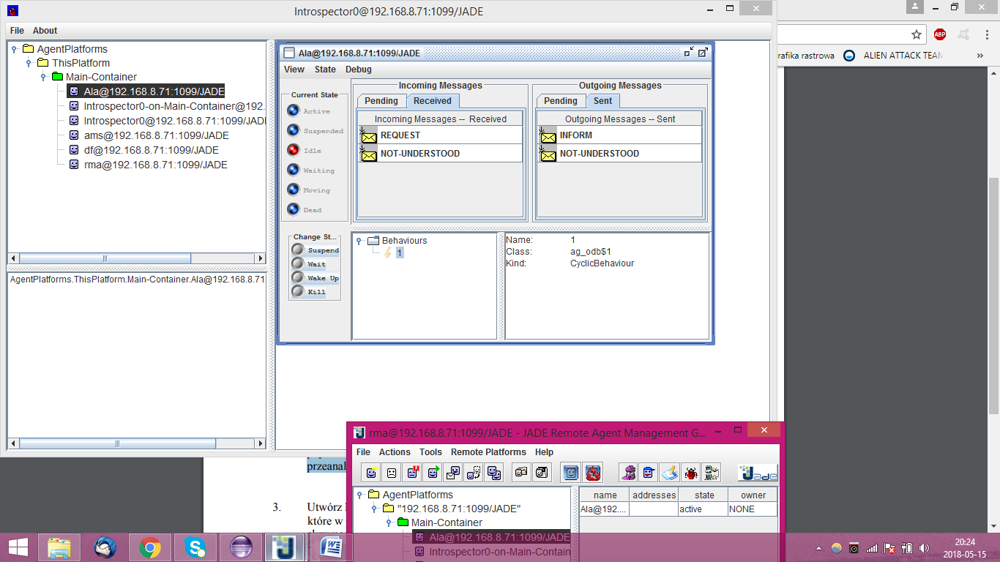 Introspector0@192.168.8.71:1099/JADE
File About
AgentPlatforms
ThisPlatform
Main-Container
Ala@192.168.8.71:1099/JADE
Introspector0-on-Main-Container@192.
Introspector0@192.168.8.71:1099/JADE
ams@192.168.8.71:1099/JADE
df@192.168.8.71:1099/JADE
rma@192.168.8.71:1099/JADE
AgentPlatforms.ThisPlatform.Main-Container.Ala@192.168.8.71
Ala@192.168.8.71:1099/JADE
View State Debug
Current State
Active
Suspended
Idle
Waiting
Moving
Dead
Change St...
Suspend
Wait
Wake Up
Kill
Incoming Messages
Pending Received
Incoming Messages -- Received
REQUEST
NOT-UNDERSTOOD
Outgoing Messages
Pending Sent
Outgoing Messages -- Sent
INFORM
NOT-UNDERSTOOD
Behaviours
1
Name: 1
Class: ag_odb$1
Kind: CyclicBehaviour
ABP
rafika rastrowa ALIEN ATTACK TEAM »
przeanal
3. Utwórz
które w
rma@192.168.8.71:1099/JADE - JADE Remote Agent Management G...
File Actions Tools Remote Platforms Help
Jade
AgentPlatforms
"192.168.8.71:1099/JADE"
Main-Container
Ala@192.168.8.71:1099/JADE
Introspector0-on-Main-Contain
name addresses state owner
Ala@192.... active NONE
20:24
2018-05-15